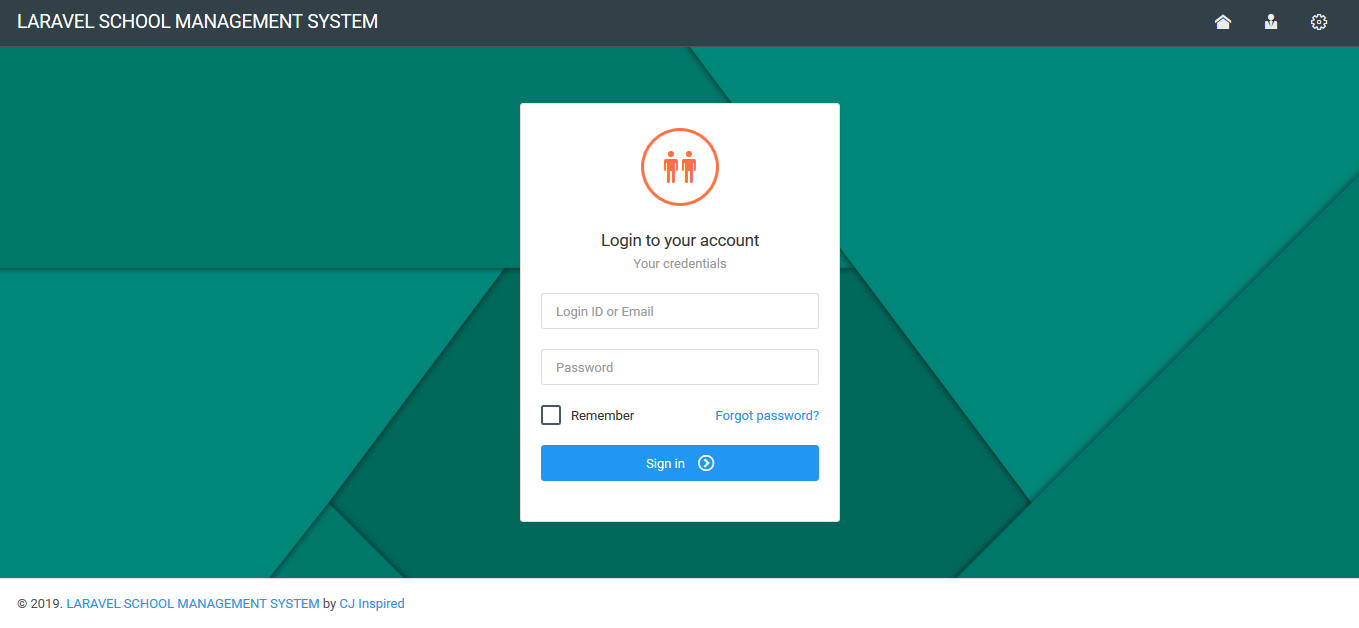 LARAVEL SCHOOL MANAGEMENT SYSTEM
Login to your account
Your credentials
Login ID or Email
Password
Remember Forgot password?
Sign in
© 2019. LARAVEL SCHOOL MANAGEMENT SYSTEM by CJ Inspired